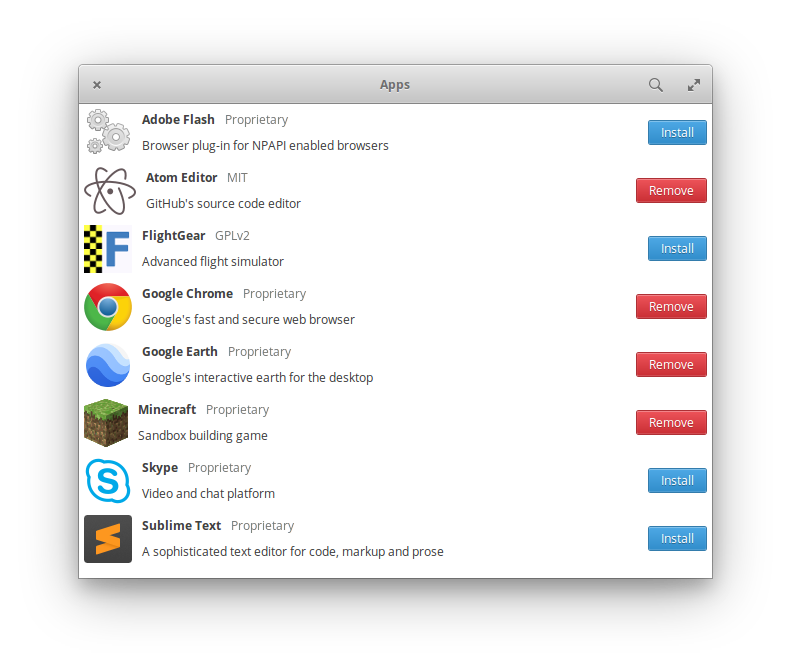 Apps
Adobe Flash Proprietary
Browser plug-in for NPAPI enabled browsers
Install
Atom Editor MIT
GitHub's source code editor
Remove
F
FlightGear GPLv2
Advanced flight simulator
Install
Google Chrome Proprietary
Google's fast and secure web browser
Remove
Google Earth Proprietary
Google's interactive earth for the desktop
Remove
Minecraft Proprietary
Sandbox building game
Remove
S
Skype Proprietary
Video and chat platform
Install
Sublime Text Proprietary
A sophisticated text editor for code, markup and prose
Install